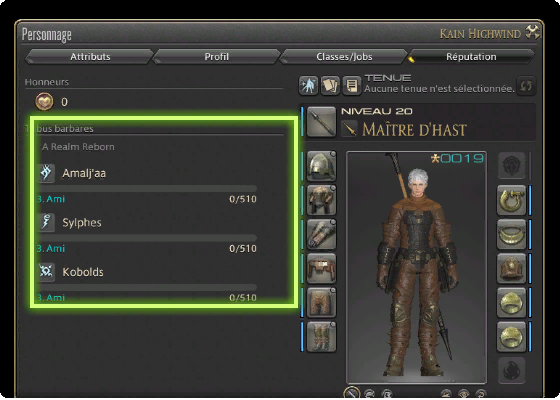 Personnage
Kain Highwind
Attributs
Profil
Classes/Jobs
Réputation
Honneurs
0
TENUE
Aucune tenue n'est sélectionnée.
NIVEAU 20
Maître d'hast
Tribus barbares
A Realm Reborn
Amalj'aa
3. Ami 0/510
Sylphes
3. Ami 0/510
Kobolds
3. Ami 0/510
0019